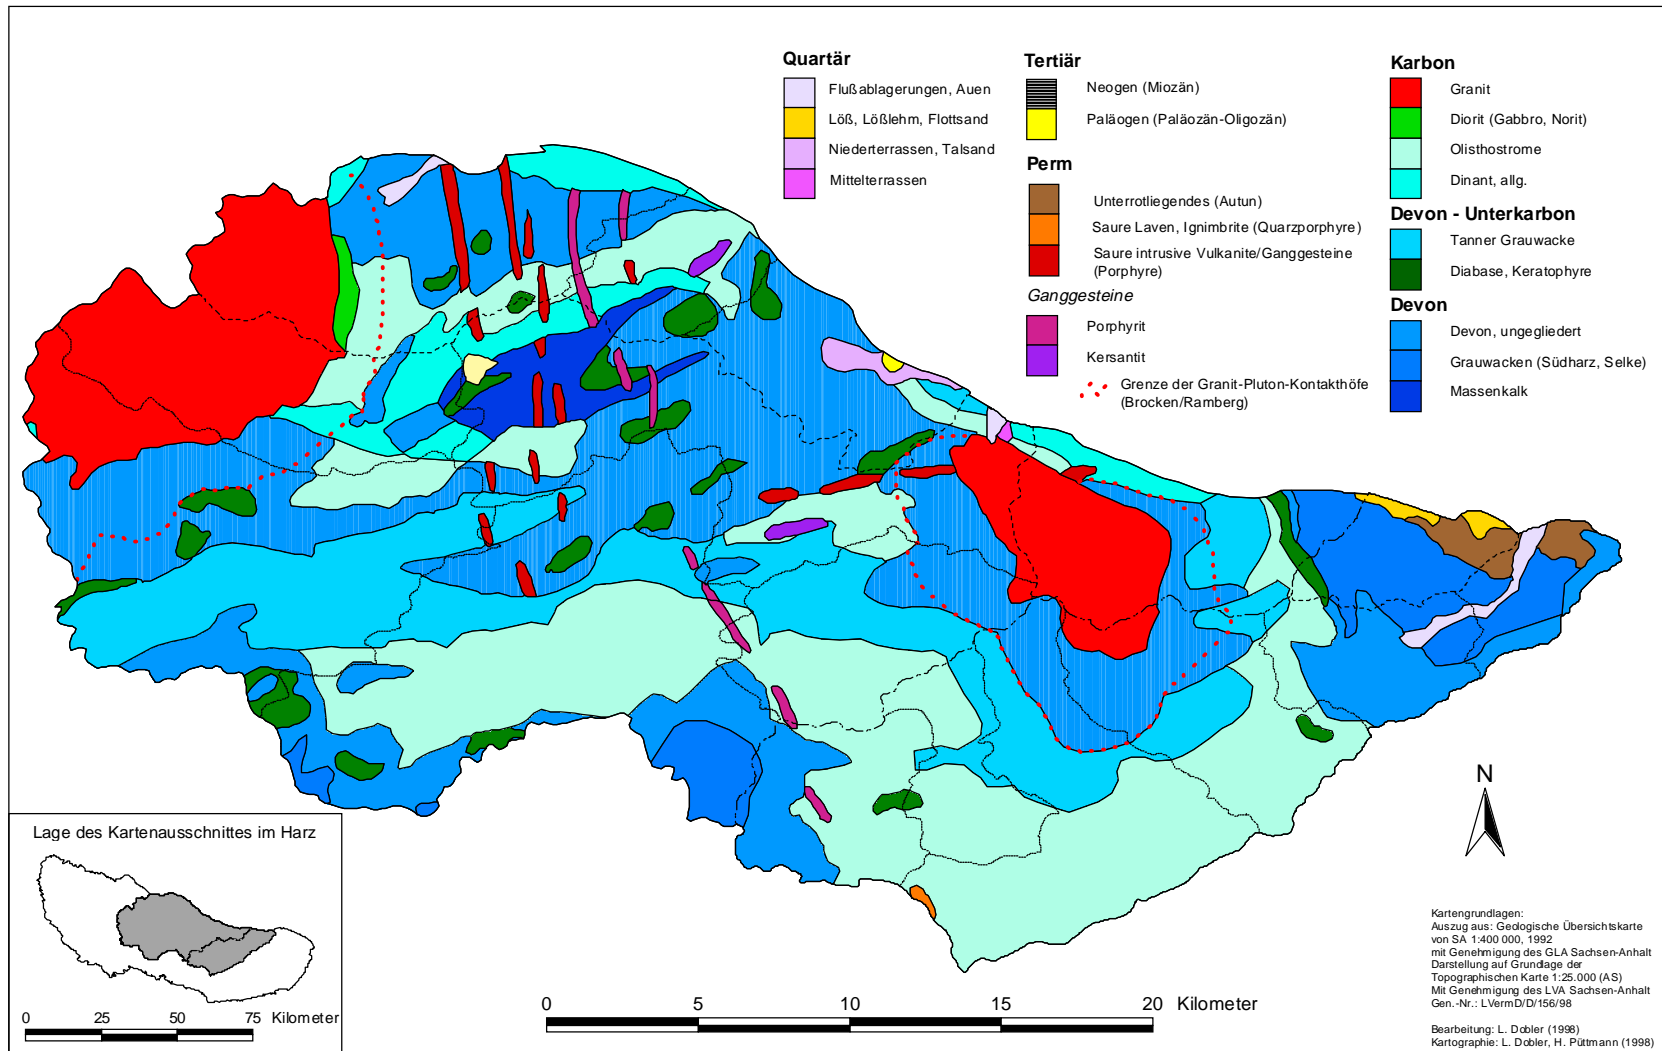 Quartär
Flußablagerungen, Auen
Löß, Lößlehm, Flottsand
Niederterrassen, Talsand
Mittelterrassen
Tertiär
Neogen (Miozän)
Paläogen (Paläozän-Oligozän)
Perm
Unterrotliegendes (Autun)
Saure Laven, Ignimbrite (Quarzporphyre)
Saure intrusive Vulkanite/Ganggesteine
(Porphyre)
Ganggesteine
Porphyrit
Kersantit
Grenze der Granit-Pluton-Kontakthöfe
(Brocken/Ramberg)
Karbon
Granit
Diorit (Gabbro, Norit)
Olisthostrome
Dinant, allg.
Devon - Unterkarbon
Tanner Grauwacke
Diabase, Keratophyre
Devon
Devon, ungegliedert
Grauwacken (Südharz, Selke)
Massenkalk
N
Lage des Kartenausschnittes im Harz
0 25 50 75 Kilometer
0 5 10 15 20 Kilometer
Kartengrundlagen:
Auszug aus: Geologische Übersichtskarte
von SA 1:400 000, 1992
mit Genehmigung des GLA Sachsen-Anhalt
Darstellung auf Grundlage der
Topographischen Karte 1:25.000 (AS)
Mit Genehmigung des LVA Sachsen-Anhalt
Gen.-Nr.: LVermD/D/156/98
Bearbeitung: L. Dobler (1998)
Kartographie: L. Dobler, H. Püttmann (1998)